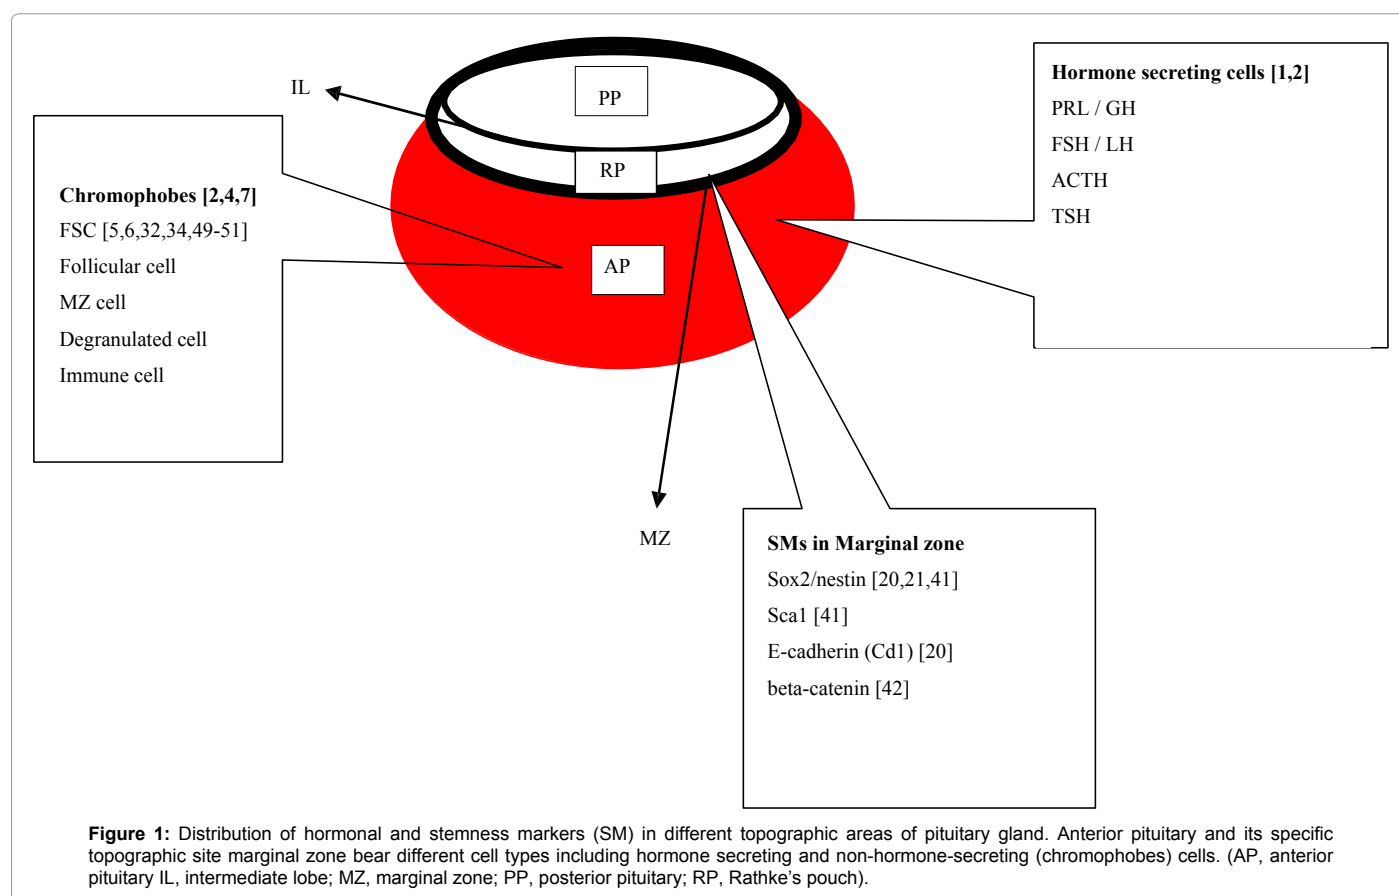 IL
PP
RP
AP
MZ
Chromophobes [2,4,7]
FSC [5,6,32,34,49-51]
Follicular cell
MZ cell
Degranulated cell
Immune cell
Hormone secreting cells [1,2]
PRL / GH
FSH / LH
ACTH
TSH
SMs in Marginal zone
Sox2/nestin [20,21,41]
Sca1 [41]
E-cadherin (Cd1) [20]
beta-catenin [42]
Figure 1: Distribution of hormonal and stemness markers (SM) in different topographic areas of pituitary gland. Anterior pituitary and its specific
topographic site marginal zone bear different cell types including hormone secreting and non-hormone-secreting (chromophobes) cells. (AP, anterior
pituitary IL, intermediate lobe; MZ, marginal zone; PP, posterior pituitary; RP, Rathke's pouch).